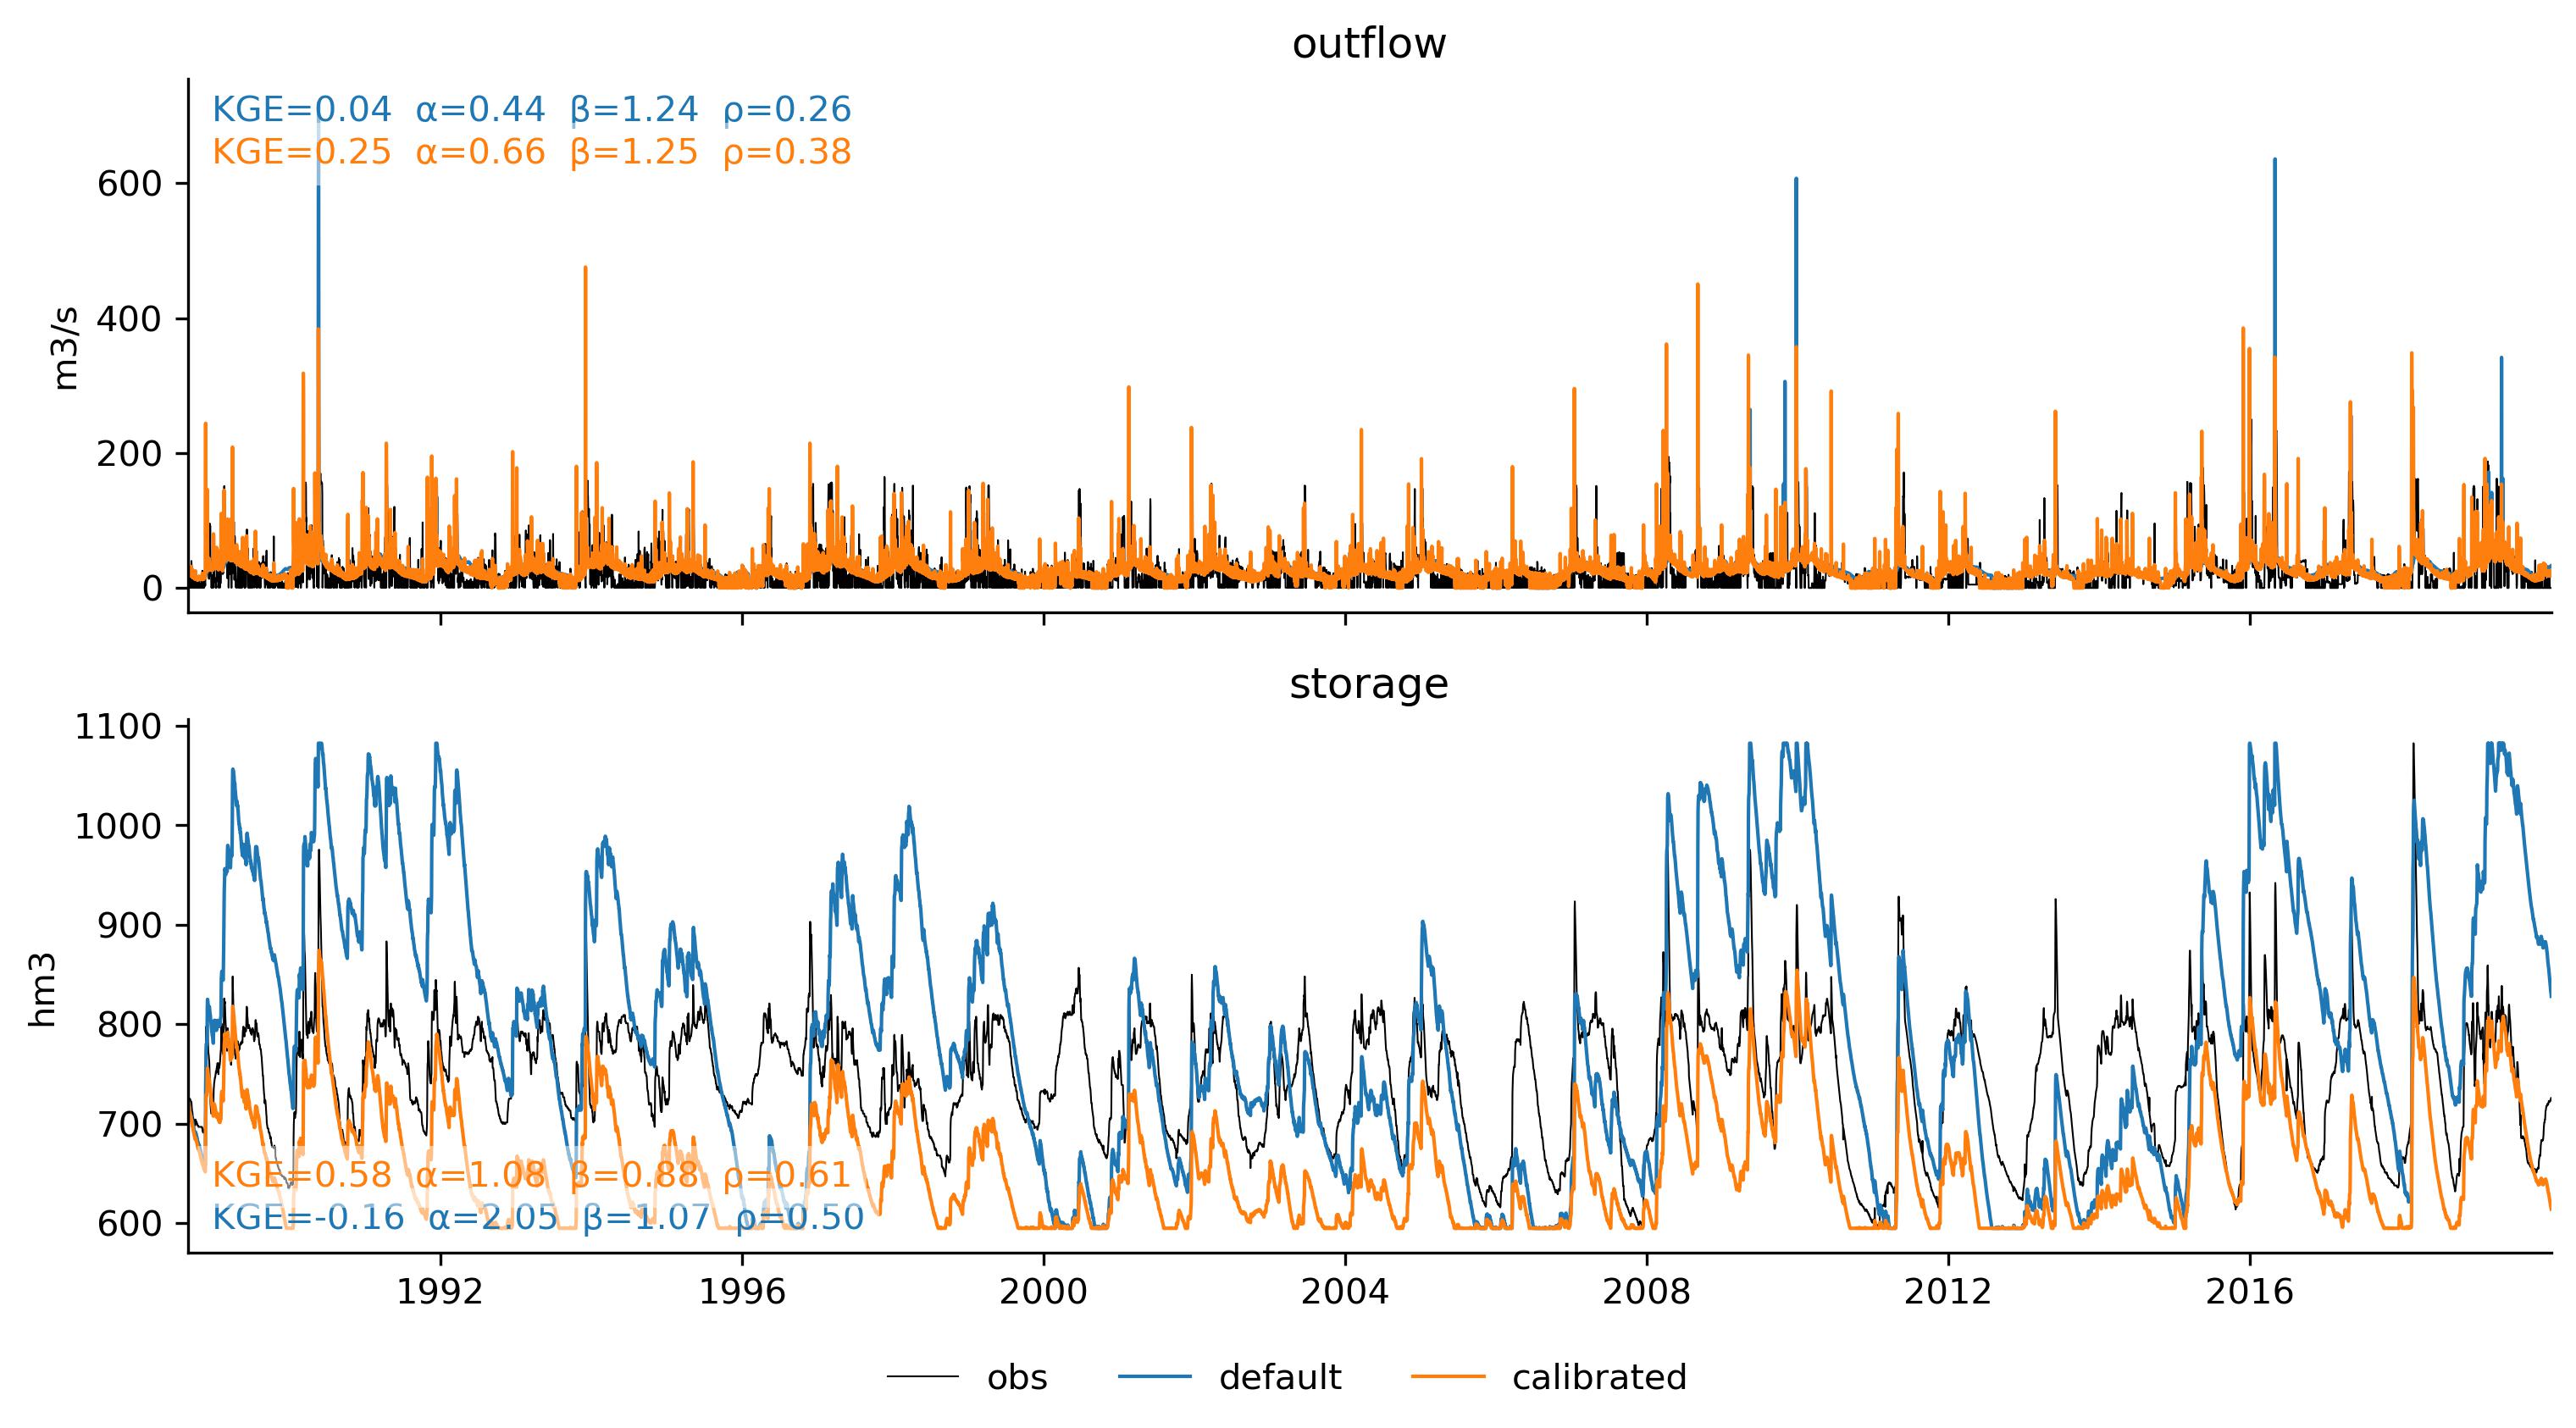 outflow
KGE=0.04 α=0.44 β=1.24 ρ=0.26
KGE=0.25 α=0.66 β=1.25 ρ=0.38
m3/s
600
400
200
0
storage
hm3
1100
1000
900
800
700
600
KGE=0.58 α=1.08 β=0.88 ρ=0.61
KGE=-0.16 α=2.05 β=1.07 ρ=0.50
1992 1996 2000 2004 2008 2012 2016
obs default calibrated